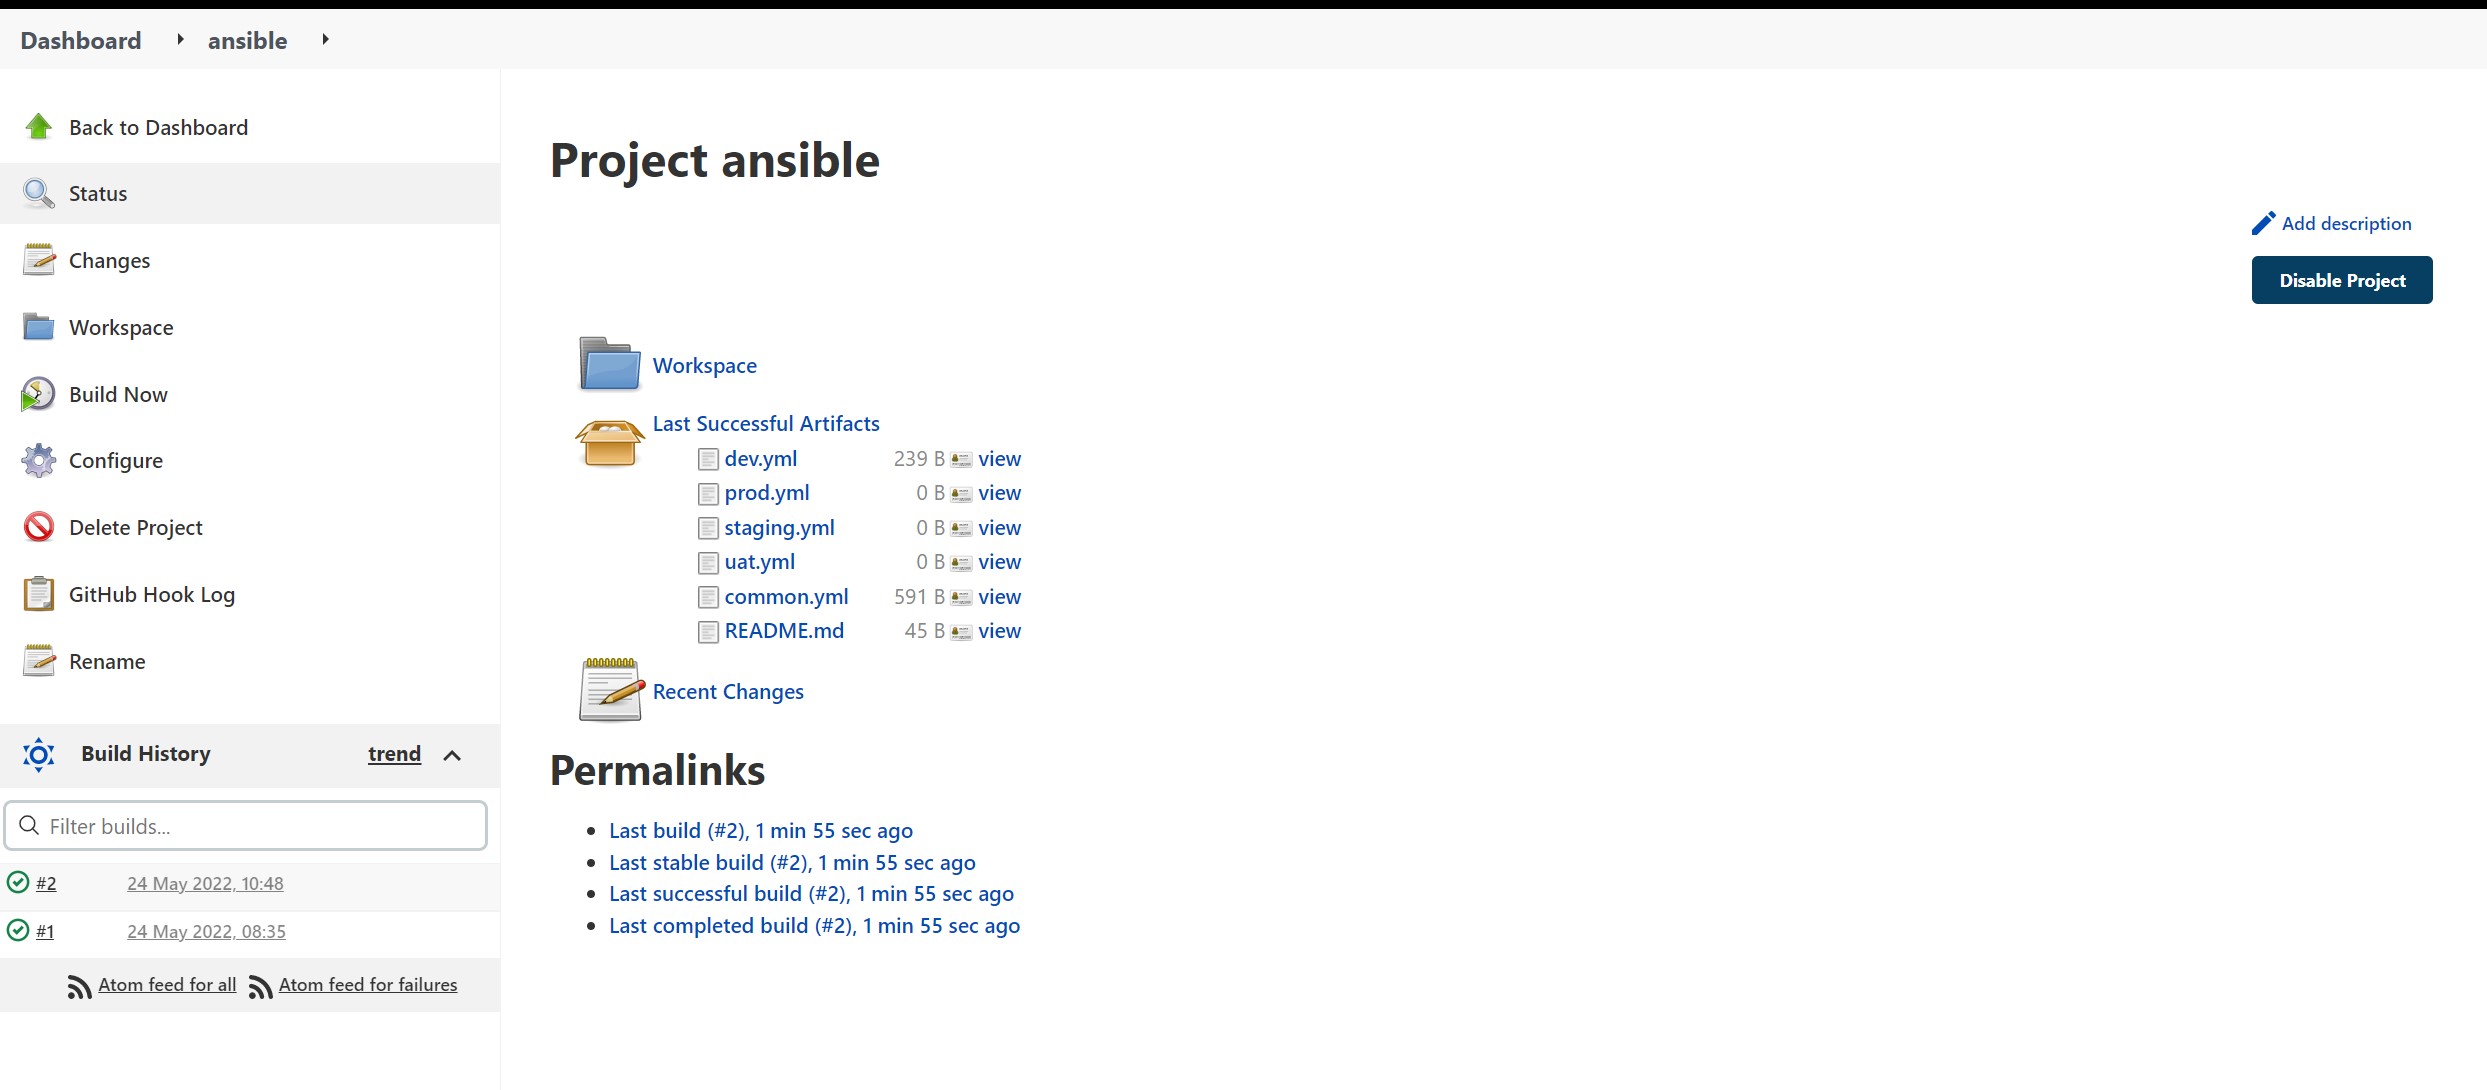 Dashboard ansible
Back to Dashboard
Status
Changes
Workspace
Build Now
Configure
Delete Project
GitHub Hook Log
Rename
Build History trend
Filter builds...
#2 24 May 2022, 10:48
#1 24 May 2022, 08:35
Atom feed for all Atom feed for failures
Project ansible
Add description
Disable Project
Workspace
Last Successful Artifacts
dev.yml 239 B view
prod.yml 0 B view
staging.yml 0 B view
uat.yml 0 B view
common.yml 591 B view
README.md 45 B view
Recent Changes
Permalinks
Last build (#2), 1 min 55 sec ago
Last stable build (#2), 1 min 55 sec ago
Last successful build (#2), 1 min 55 sec ago
Last completed build (#2), 1 min 55 sec ago